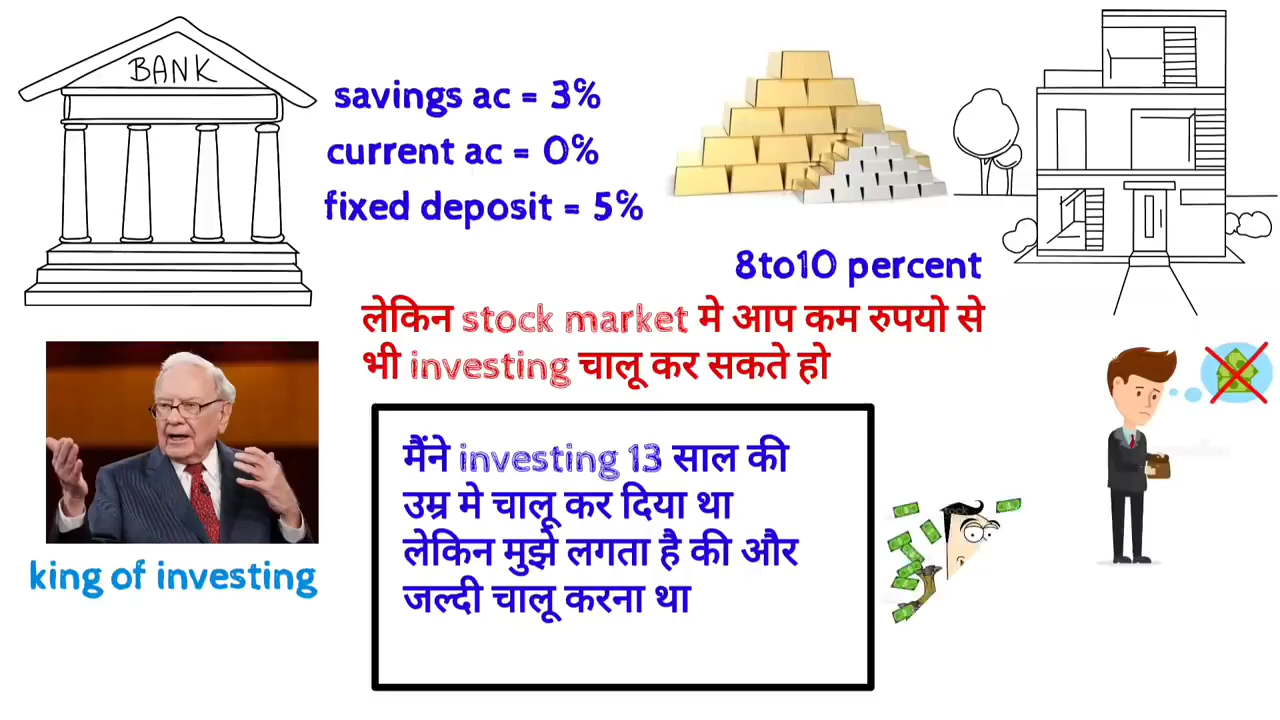 BANK
savings ac = 3%
current ac = 0%
fixed deposit = 5%
8to10 percent
लेकिन stock market मे आप कम रुपयो से
भी investing चालू कर सकते हो
मैंने investing 13 साल की
उम्र मे चालू कर दिया था
लेकिन मुझे लगता है की और
जल्दी चालू करना था
king of investing